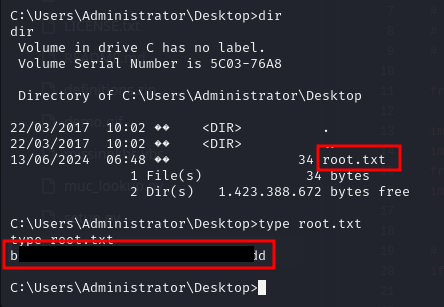 C:\Users\Administrator\Desktop>dir
dir
 Volume in drive C has no label.
 Volume Serial Number is 5C03-76A8

 Directory of C:\Users\Administrator\Desktop

22/03/2017  10:02 ��    <DIR>          .
22/03/2017  10:02 ��    <DIR>          ..
13/06/2024  06:48 ��                34 root.txt
               1 File(s)             34 bytes
               2 Dir(s)   1.423.388.672 bytes free

C:\Users\Administrator\Desktop>type root.txt
type root.txt
b dd

C:\Users\Administrator\Desktop>